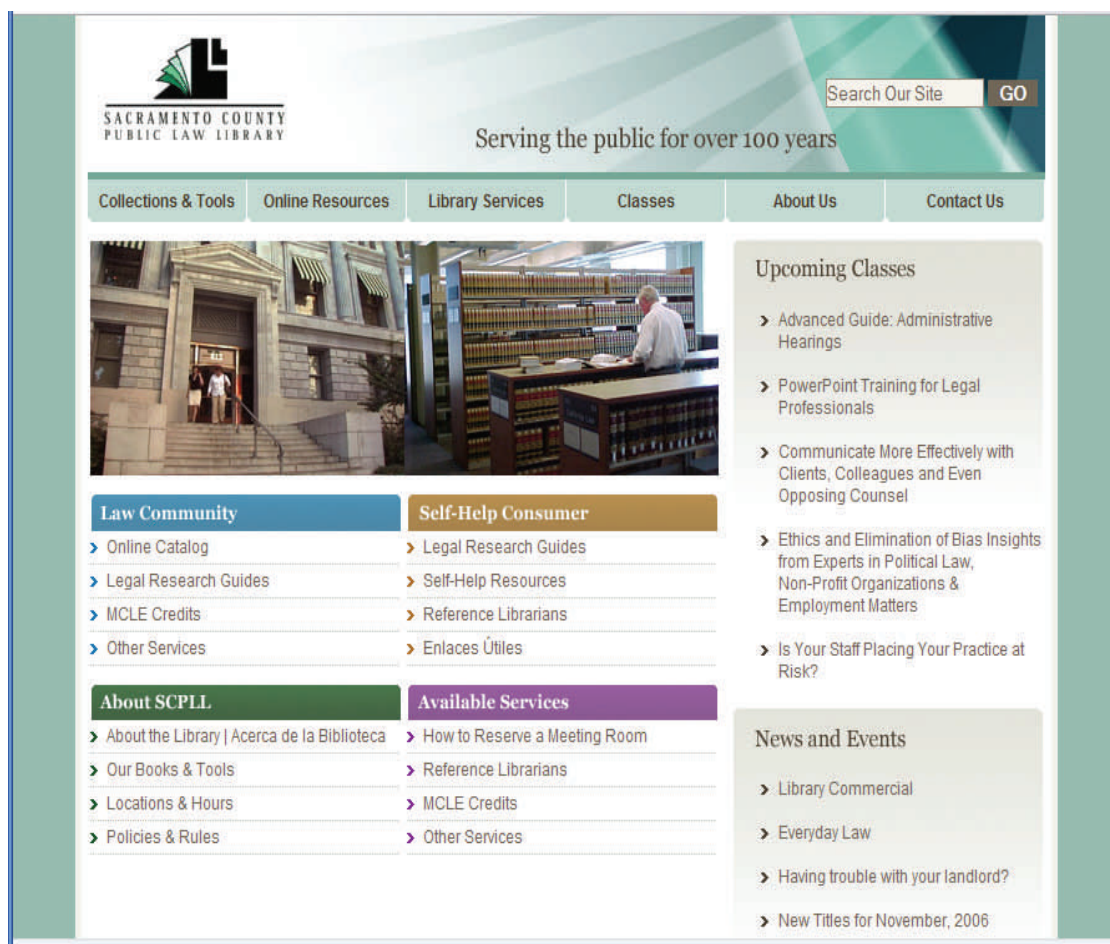 SACRAMENTO COUNTY
PUBLIC LAW LIBRARY
Search Our Site
GO
Serving the public for over 100 years
Collections & Tools
Online Resources
Library Services
Classes
About Us
Contact Us
Law Community
Online Catalog
Legal Research Guides
MCLE Credits
Other Services
Self-Help Consumer
Legal Research Guides
Self-Help Resources
Reference Librarians
Enlaces Útiles
About SCPLL
About the Library | Acerca de la Biblioteca
Our Books & Tools
Locations & Hours
Policies & Rules
Available Services
How to Reserve a Meeting Room
Reference Librarians
MCLE Credits
Other Services
Upcoming Classes
Advanced Guide: Administrative
Hearings
PowerPoint Training for Legal
Professionals
Communicate More Effectively with
Clients, Colleagues and Even
Opposing Counsel
Ethics and Elimination of Bias Insights
from Experts in Political Law,
Non-Profit Organizations &
Employment Matters
Is Your Staff Placing Your Practice at
Risk?
News and Events
Library Commercial
Everyday Law
Having trouble with your landlord?
New Titles for November, 2006